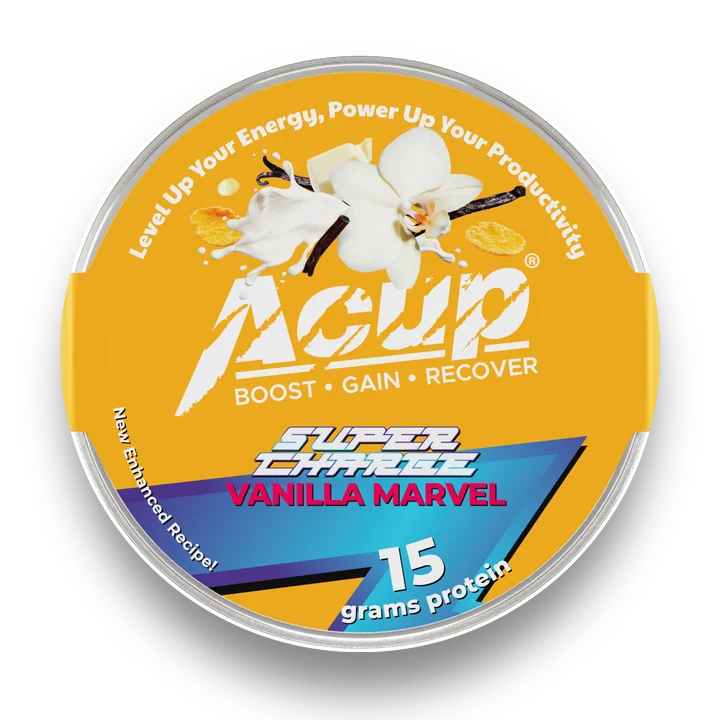 Level Up Your Energy, Power Up Your Productivity
Acup®
BOOST • GAIN • RECOVER
SUPER
CHARGE
VANILLA MARVEL
New Enhanced Recipe!
15
grams protein